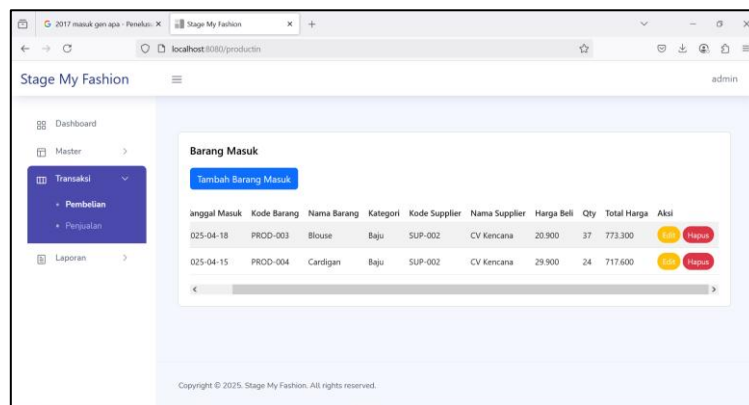 2017 masuk gen apa - Penelus
Stage My Fashion
localhost:8080/productin
Stage My Fashion
admin
Dashboard
Master
Transaksi
Pembelian
Penjualan
Laporan
Barang Masuk
Tambah Barang Masuk
anggal Masuk Kode Barang Nama Barang Kategori Kode Supplier Nama Supplier Harga Beli Qty Total Harga Aksi
025-04-18 PROD-003 Blouse Baju SUP-002 CV Kencana 20.900 37 773.300 Edit Hapus
025-04-15 PROD-004 Cardigan Baju SUP-002 CV Kencana 29.900 24 717.600 Edit Hapus
Copyright © 2025. Stage My Fashion. All rights reserved.